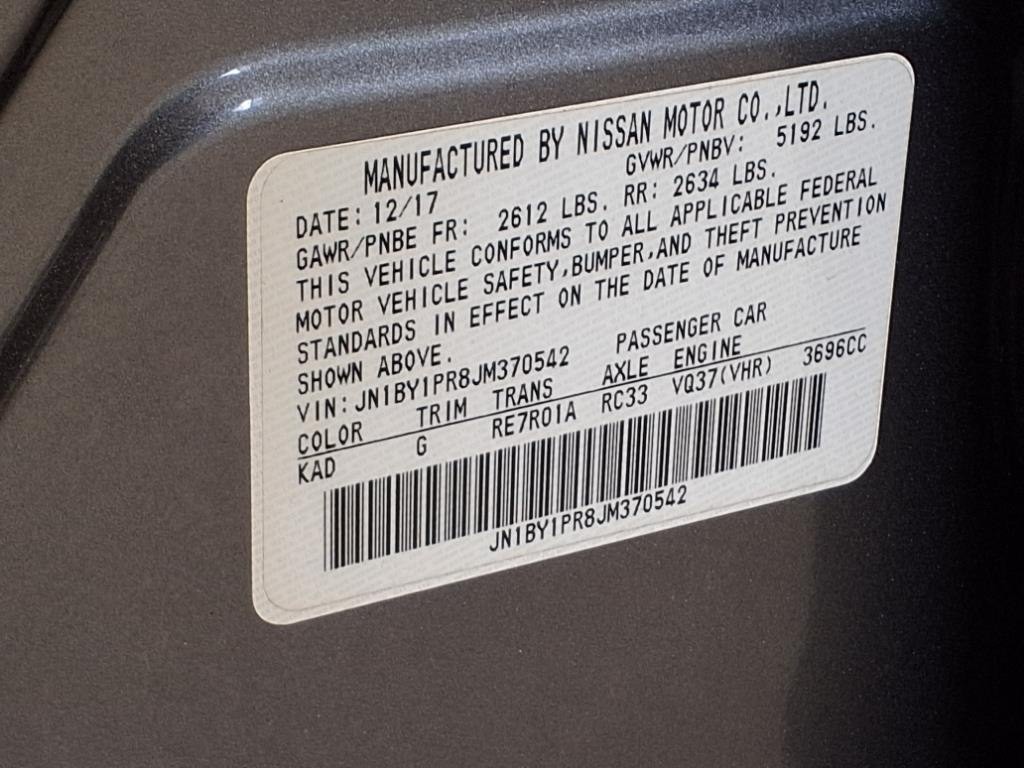 MANUFACTURED BY NISSAN MOTOR CO.,LTD.
DATE: 12/17 GVWR/PNBV: 5192 LBS.
GAWR/PNBE FR: 2612 LBS. RR: 2634 LBS.
THIS VEHICLE CONFORMS TO ALL APPLICABLE FEDERAL
MOTOR VEHICLE SAFETY,BUMPER,AND THEFT PREVENTION
STANDARDS IN EFFECT ON THE DATE OF MANUFACTURE
SHOWN ABOVE.
VIN: JN1BY1PR8JM370542 PASSENGER CAR
COLOR TRIM TRANS AXLE ENGINE
KAD G RE7R01A RC33 VQ37(VHR) 3696CC
JN1BY1PR8JM370542